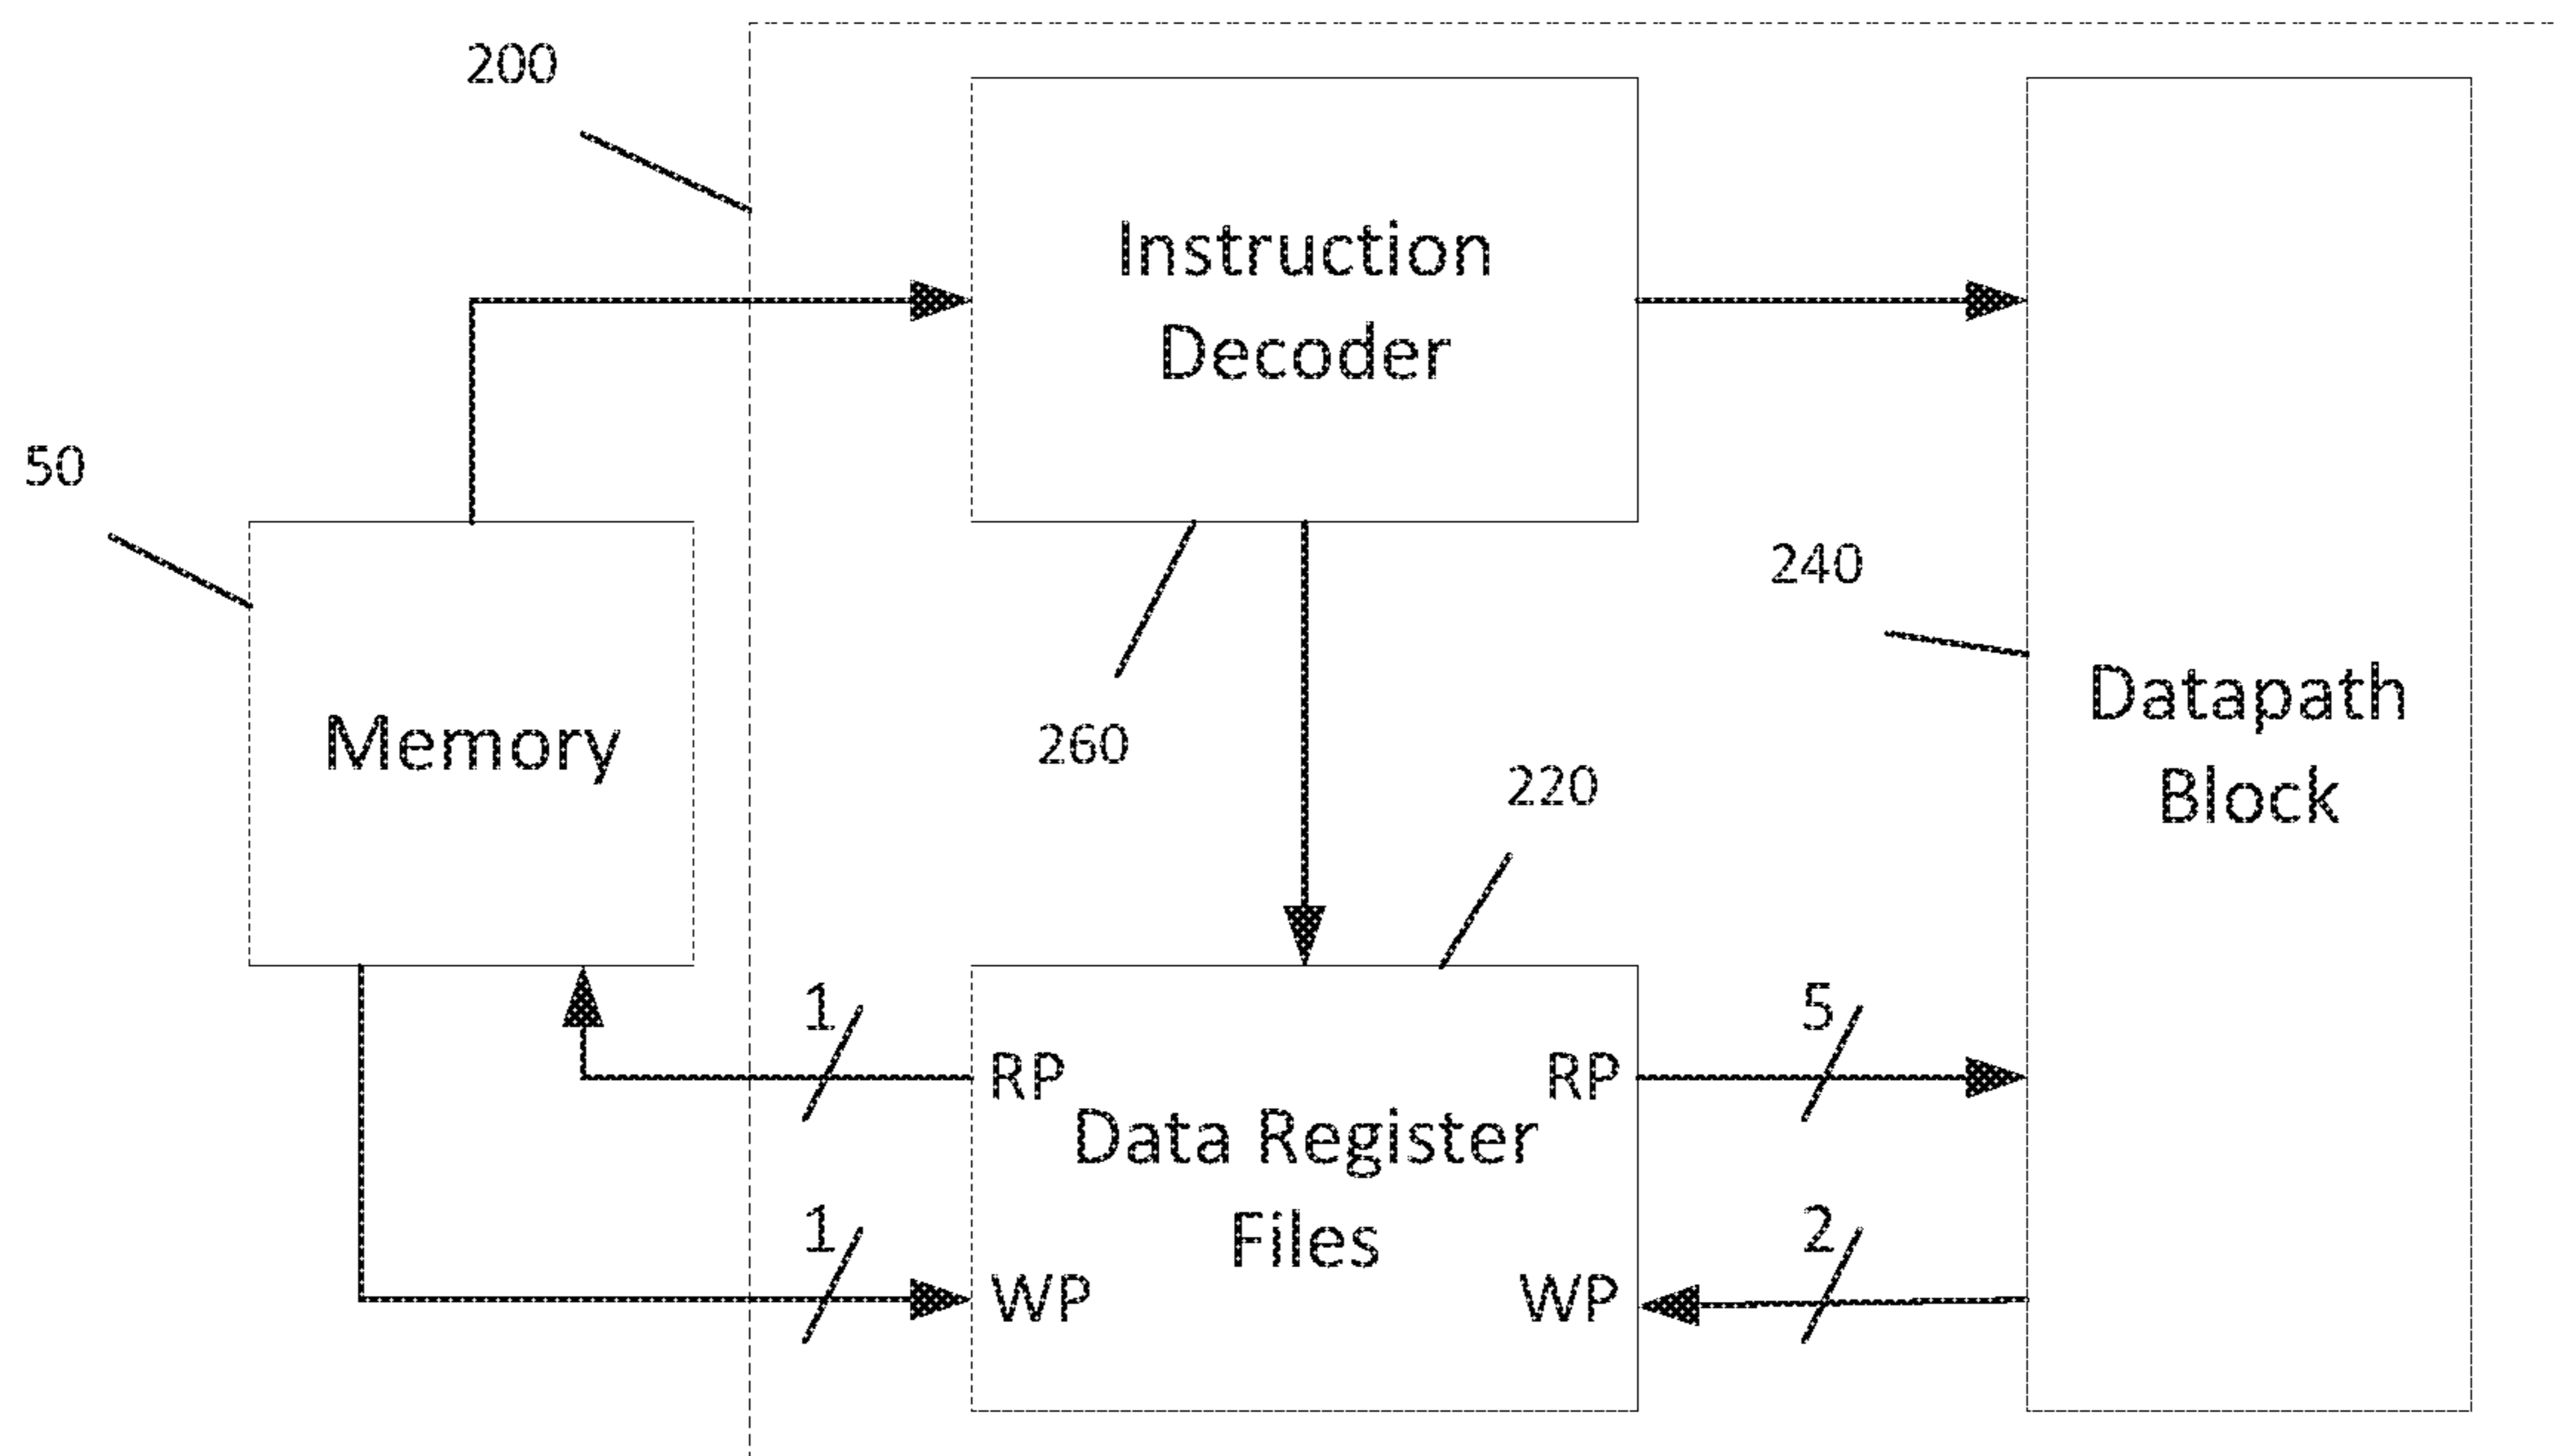 200
Instruction
Decoder
50
240
Memory
Datapath
Block
260
220
1
5
RP
RP
Data Register
Files
1
2
WP
WP